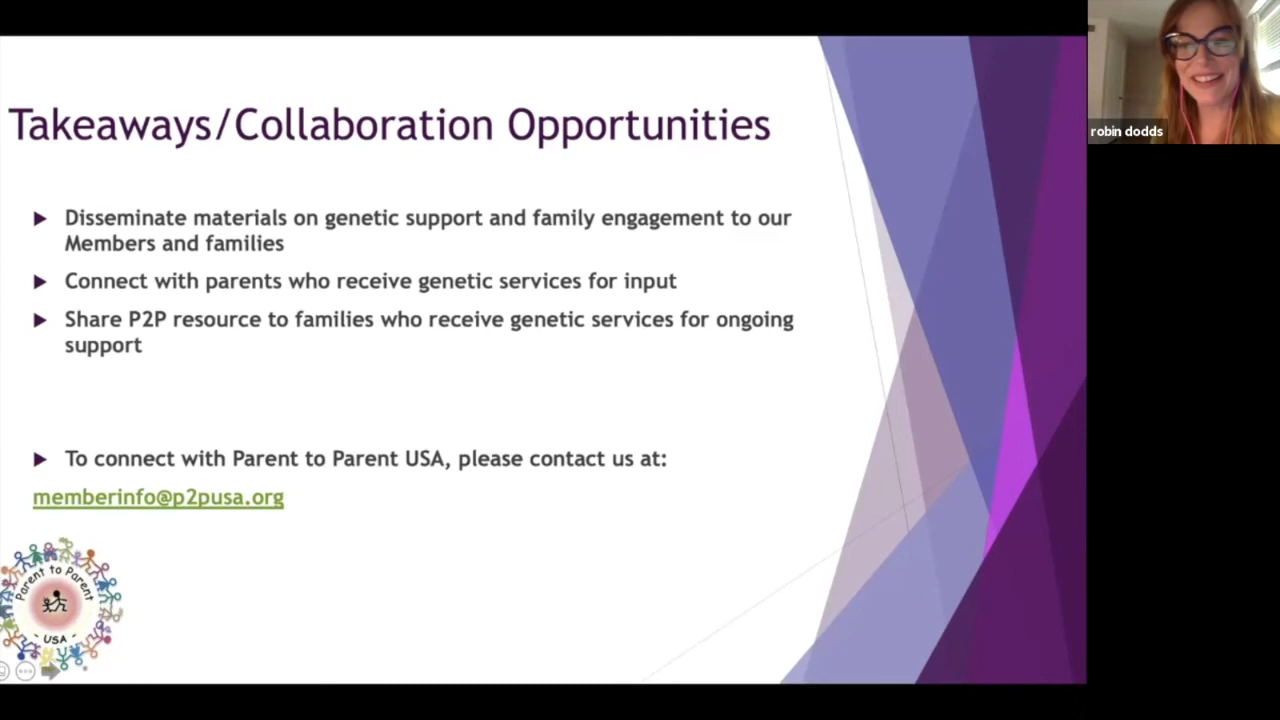 Takeaways/Collaboration Opportunities
Disseminate materials on genetic support and family engagement to our
Members and families
Connect with parents who receive genetic services for input
Share P2P resource to families who receive genetic services for ongoing
support
To connect with Parent to Parent USA, please contact us at:
memberinfo@p2pusa.org
Parent to Parent
- USA -
robin dodds